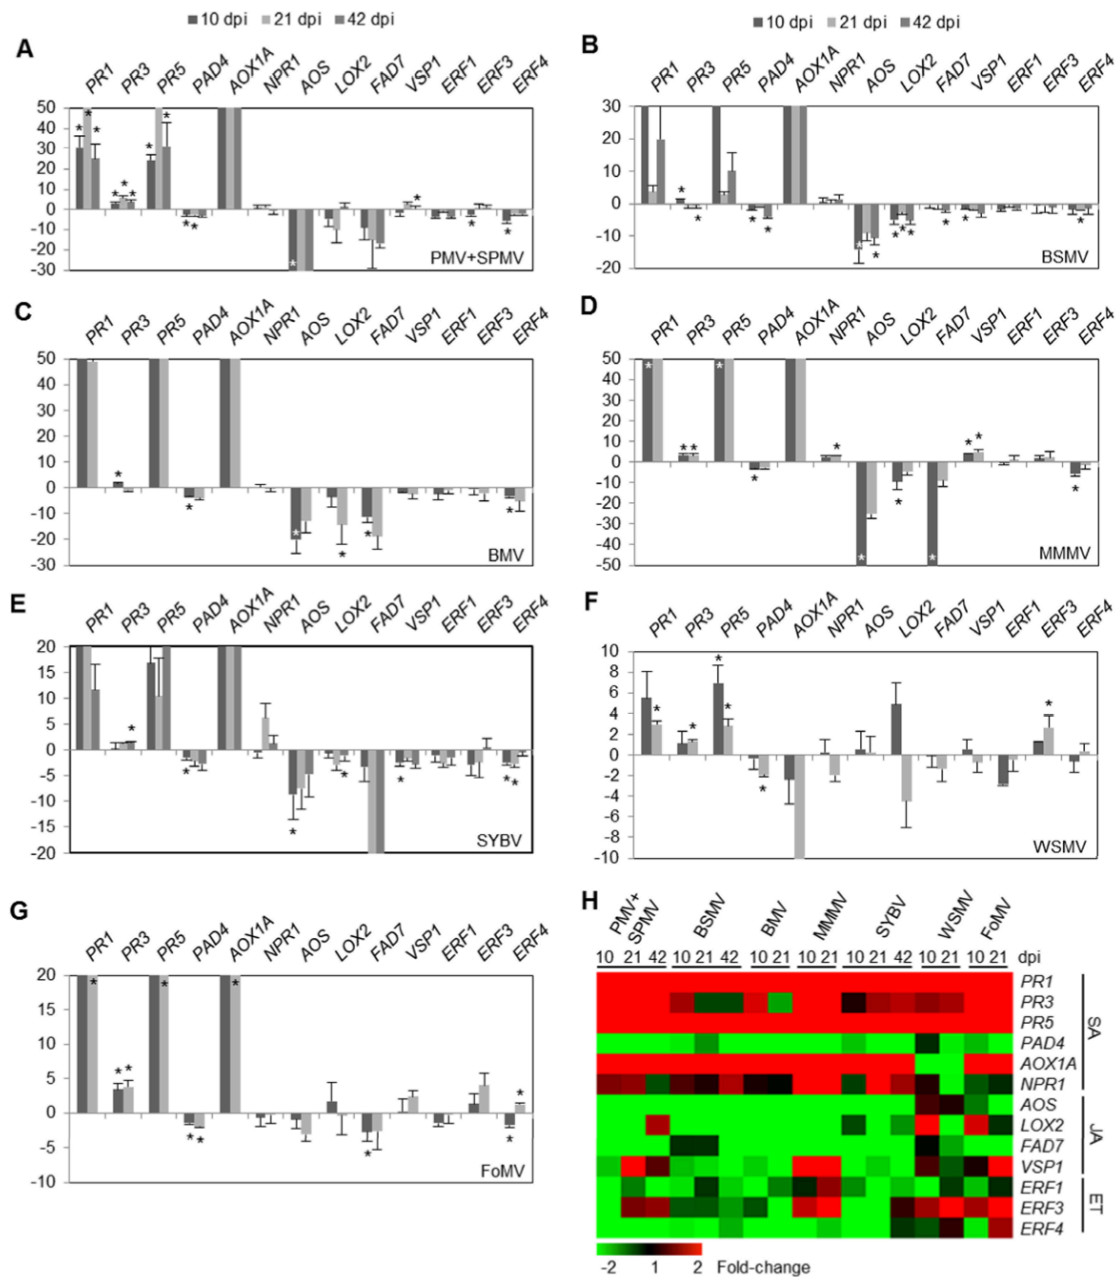 10 dpi 21 dpi 42 dpi
A
PR1 PR3 PR5 PAD4 AOX1A NPR1 AOS LOX2 FAD7 VSP1 ERF1 ERF3 ERF4
50
40
30
20
10
0
-10
-20
-30
* * * * * * * * * * * * * *
PMV+SPMV
10 dpi 21 dpi 42 dpi
B
PR1 PR3 PR5 PAD4 AOX1A NPR1 AOS LOX2 FAD7 VSP1 ERF1 ERF3 ERF4
30
20
10
0
-10
-20
* * * * * * * * * * * *
BSMV
C
PR1 PR3 PR5 PAD4 AOX1A NPR1 AOS LOX2 FAD7 VSP1 ERF1 ERF3 ERF4
50
40
30
20
10
0
-10
-20
-30
* * * * * *
BMV
D
PR1 PR3 PR5 PAD4 AOX1A NPR1 AOS LOX2 FAD7 VSP1 ERF1 ERF3 ERF4
50
40
30
20
10
0
-10
-20
-30
-40
-50
* * * * * * * * * * * *
MMMV
E
PR1 PR3 PR5 PAD4 AOX1A NPR1 AOS LOX2 FAD7 VSP1 ERF1 ERF3 ERF4
20
15
10
5
0
-5
-10
-15
-20
* * * * * * *
SYBV
F
PR1 PR3 PR5 PAD4 AOX1A NPR1 AOS LOX2 FAD7 VSP1 ERF1 ERF3 ERF4
10
8
6
4
2
0
-2
-4
-6
-8
-10
* * * * * *
WSMV
G
PR1 PR3 PR5 PAD4 AOX1A NPR1 AOS LOX2 FAD7 VSP1 ERF1 ERF3 ERF4
20
15
10
5
0
-5
-10
* * * * * * * * * *
FoMV
H
PMV+
SPMV BSMV BMV MMMV SYBV WSMV FoMV
10 21 42 10 21 42 10 21 10 21 10 21 42 10 21 10 21 dpi
PR1
PR3
PR5
PAD4
AOX1A
NPR1
SA
AOS
LOX2
FAD7
VSP1
JA
ERF1
ERF3
ERF4
ET
-2 1 2 Fold-change